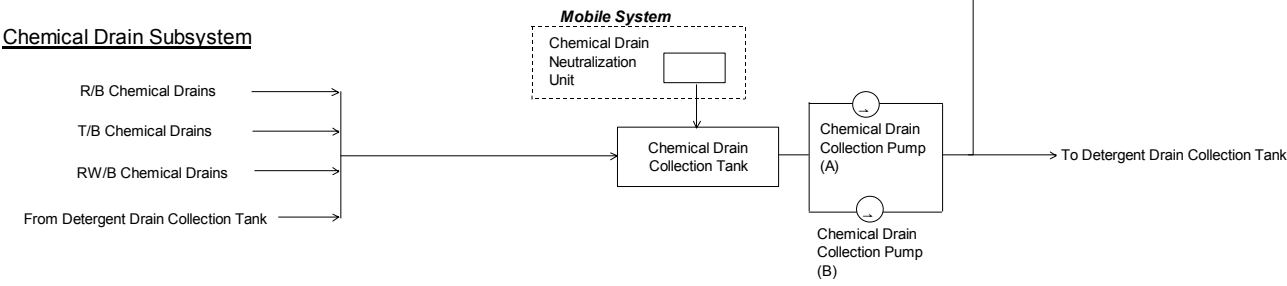 Mobile System
Chemical Drain Subsystem
Chemical Drain
Neutralization
Unit
R/B Chemical Drains
T/B Chemical Drains
RW/B Chemical Drains
From Detergent Drain Collection Tank
Chemical Drain
Collection Tank
Chemical Drain
Collection Pump
(A)
To Detergent Drain Collection Tank
Chemical Drain
Collection Pump
(B)